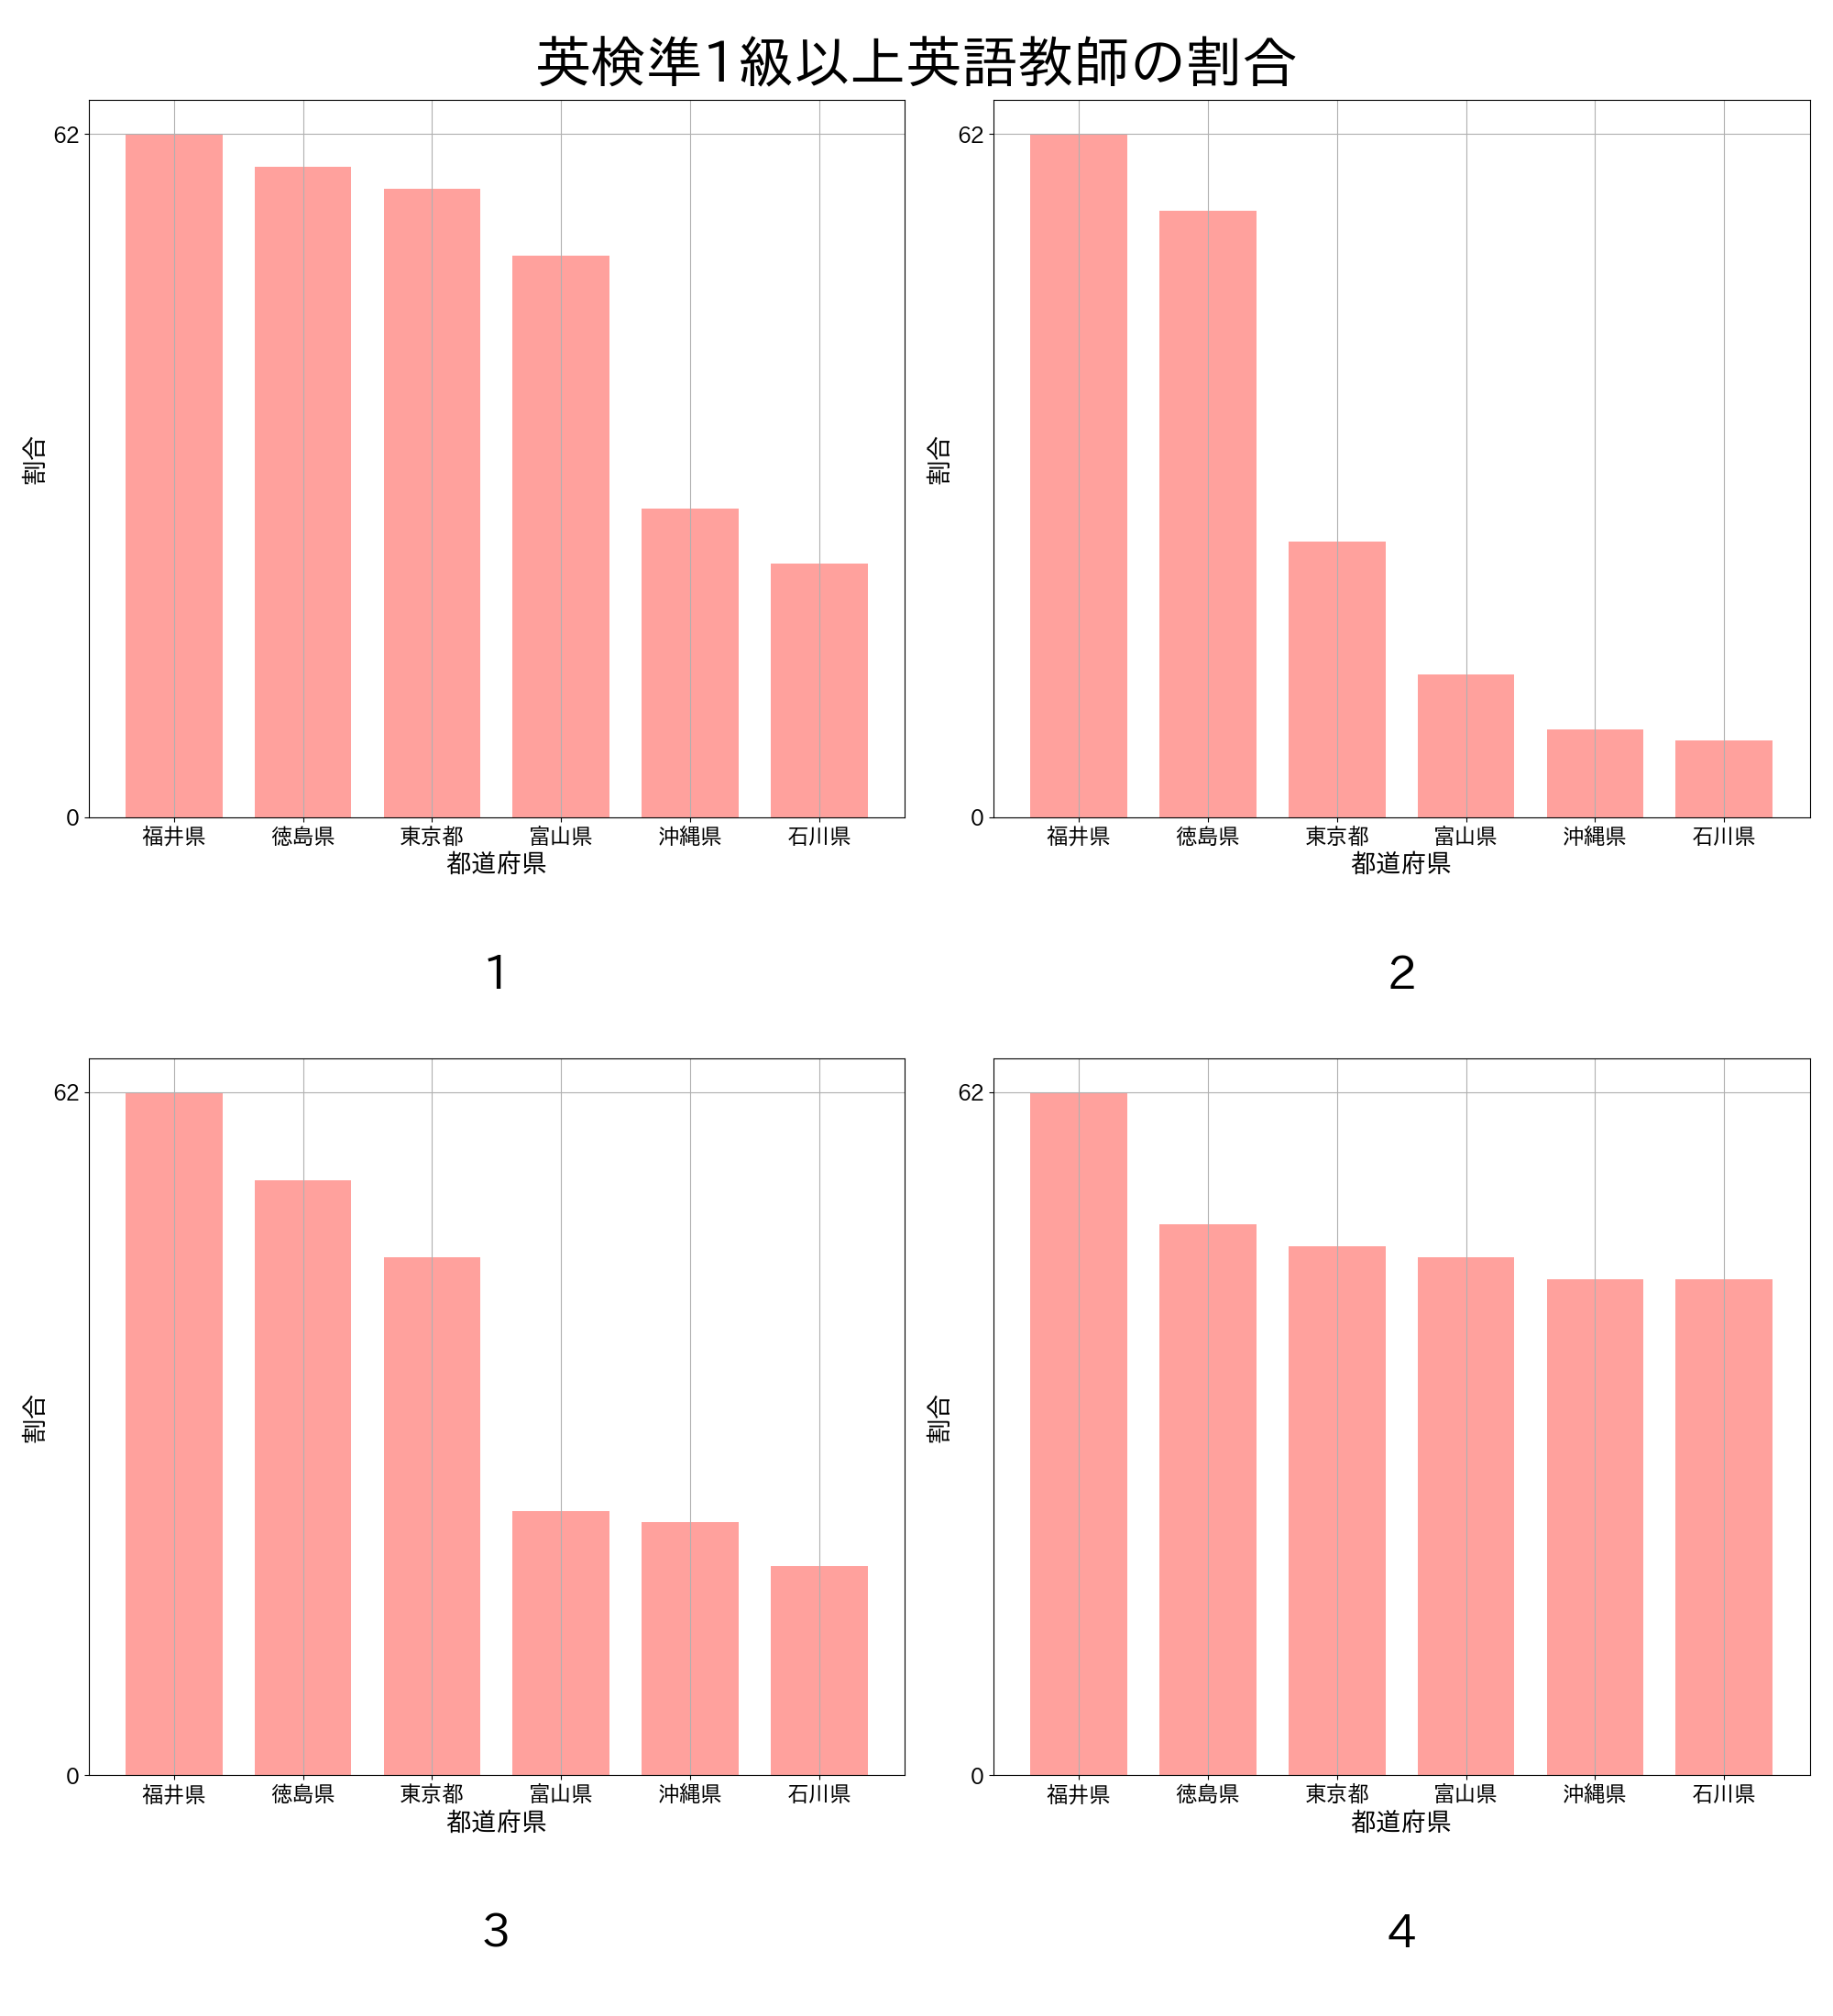 英検準1級以上英語教師の割合
62
0
割合
福井県 徳島県 東京都 富山県 沖縄県 石川県
都道府県
1
62
0
割合
福井県 徳島県 東京都 富山県 沖縄県 石川県
都道府県
2
62
0
割合
福井県 徳島県 東京都 富山県 沖縄県 石川県
都道府県
3
62
0
割合
福井県 徳島県 東京都 富山県 沖縄県 石川県
都道府県
4